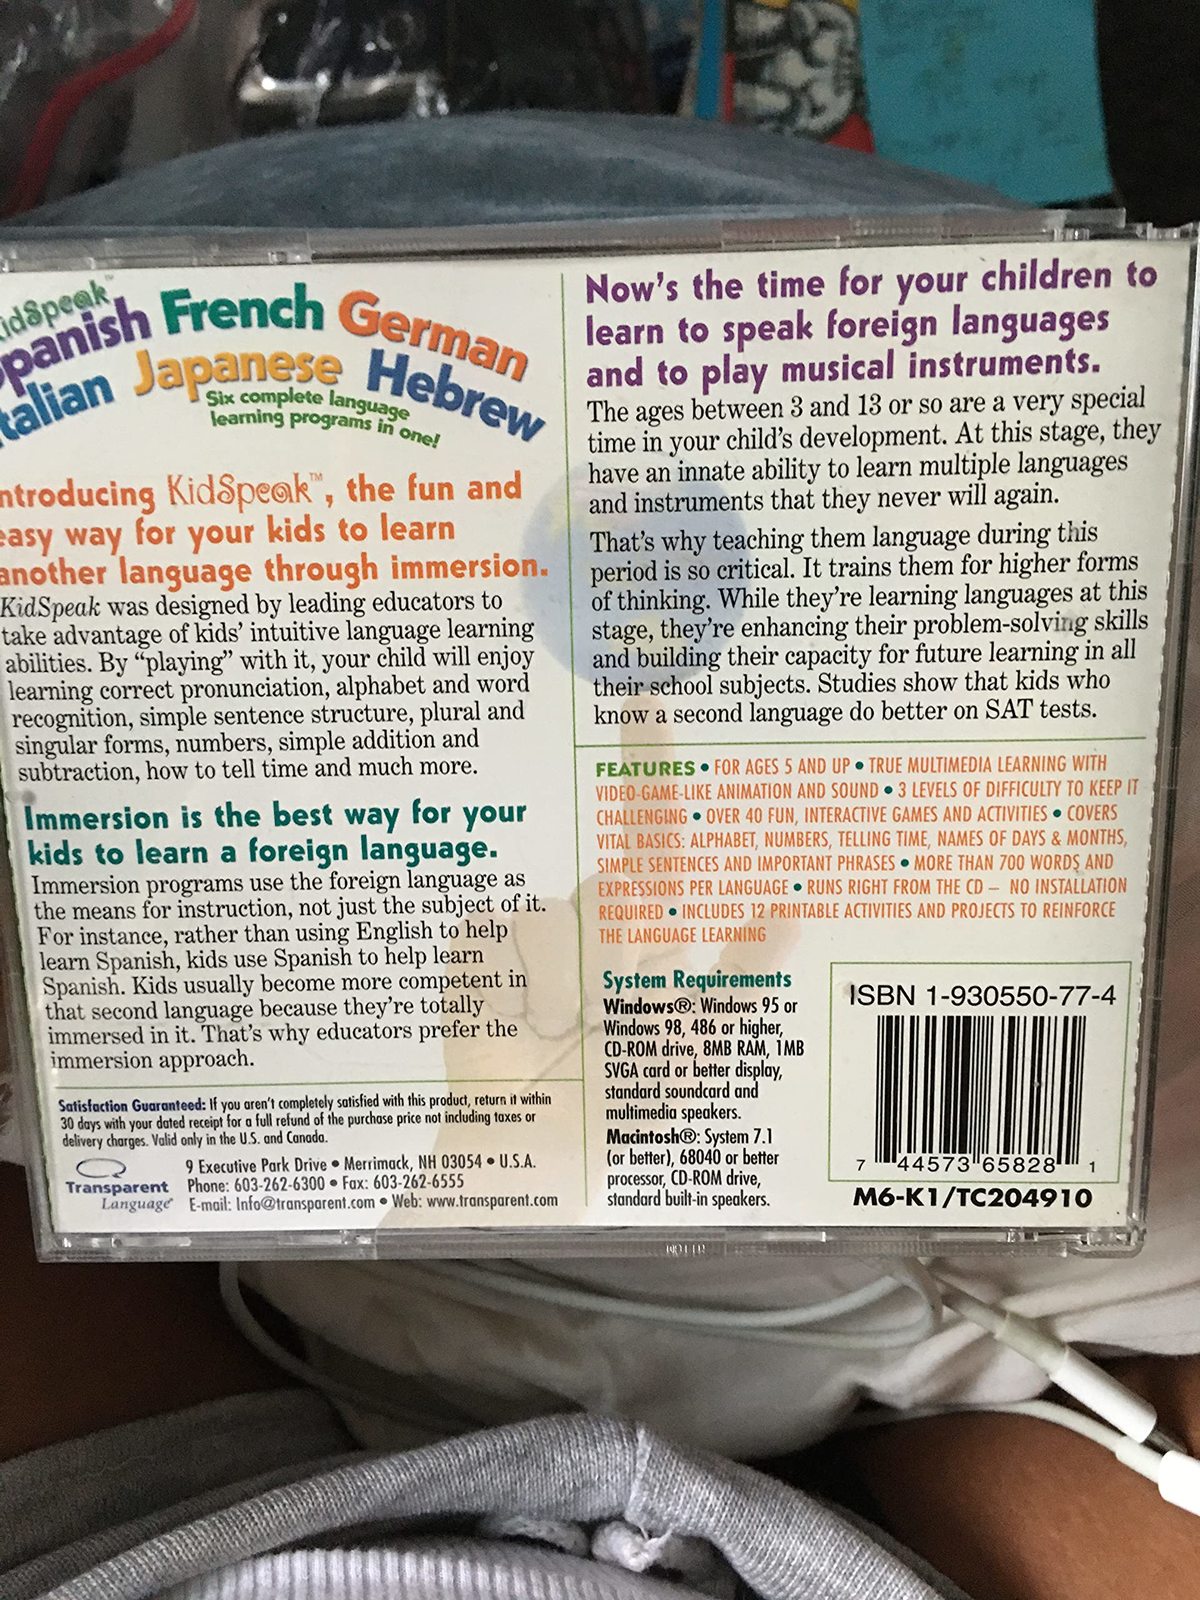 KidSpeak™
Spanish French German
Italian Japanese Hebrew
Six complete language
learning programs in one!
ntroducing KidSpeak™, the fun and
easy way for your kids to learn
another language through immersion.
KidSpeak was designed by leading educators to
take advantage of kids' intuitive language learning
abilities. By "playing" with it, your child will enjoy
learning correct pronunciation, alphabet and word
recognition, simple sentence structure, plural and
singular forms, numbers, simple addition and
subtraction, how to tell time and much more.
Immersion is the best way for your
kids to learn a foreign language.
Immersion programs use the foreign language as
the means for instruction, not just the subject of it.
For instance, rather than using English to help
learn Spanish, kids use Spanish to help learn
Spanish. Kids usually become more competent in
that second language because they're totally
immersed in it. That's why educators prefer the
immersion approach.
Satisfaction Guaranteed: If you aren't completely satisfied with this product, return it within
30 days with your dated receipt for a full refund of the purchase price not including taxes or
delivery charges. Valid only in the U.S. and Canada.
Transparent
Language®
9 Executive Park Drive • Merrimack, NH 03054 • U.S.A.
Phone: 603-262-6300 • Fax: 603-262-6555
E-mail: Info@transparent.com • Web: www.transparent.com
Now's the time for your children to
learn to speak foreign languages
and to play musical instruments.
The ages between 3 and 13 or so are a very special
time in your child's development. At this stage, they
have an innate ability to learn multiple languages
and instruments that they never will again.
That's why teaching them language during this
period is so critical. It trains them for higher forms
of thinking. While they're learning languages at this
stage, they're enhancing their problem-solving skills
and building their capacity for future learning in all
their school subjects. Studies show that kids who
know a second language do better on SAT tests.
FEATURES • FOR AGES 5 AND UP • TRUE MULTIMEDIA LEARNING WITH
VIDEO-GAME-LIKE ANIMATION AND SOUND • 3 LEVELS OF DIFFICULTY TO KEEP IT
CHALLENGING • OVER 40 FUN, INTERACTIVE GAMES AND ACTIVITIES • COVERS
VITAL BASICS: ALPHABET, NUMBERS, TELLING TIME, NAMES OF DAYS & MONTHS,
SIMPLE SENTENCES AND IMPORTANT PHRASES • MORE THAN 700 WORDS AND
EXPRESSIONS PER LANGUAGE • RUNS RIGHT FROM THE CD – NO INSTALLATION
REQUIRED • INCLUDES 12 PRINTABLE ACTIVITIES AND PROJECTS TO REINFORCE
THE LANGUAGE LEARNING
System Requirements
Windows®: Windows 95 or
Windows 98, 486 or higher,
CD-ROM drive, 8MB RAM, 1MB
SVGA card or better display,
standard soundcard and
multimedia speakers.
Macintosh®: System 7.1
(or better), 68040 or better
processor, CD-ROM drive,
standard built-in speakers.
ISBN 1-930550-77-4
7 44573 65828 1
M6-K1/TC204910